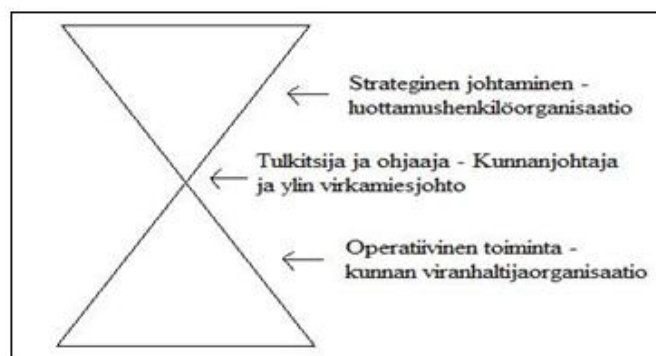 Strateginen johtaminen -
luottamushenkilöorganisaatio
Tulkitsija ja ohjaaja - Kunnanjohtaja
ja ylin virkamiesjohto
Operatiivinen toiminta -
kunnan viranhaltijaorganisaatio